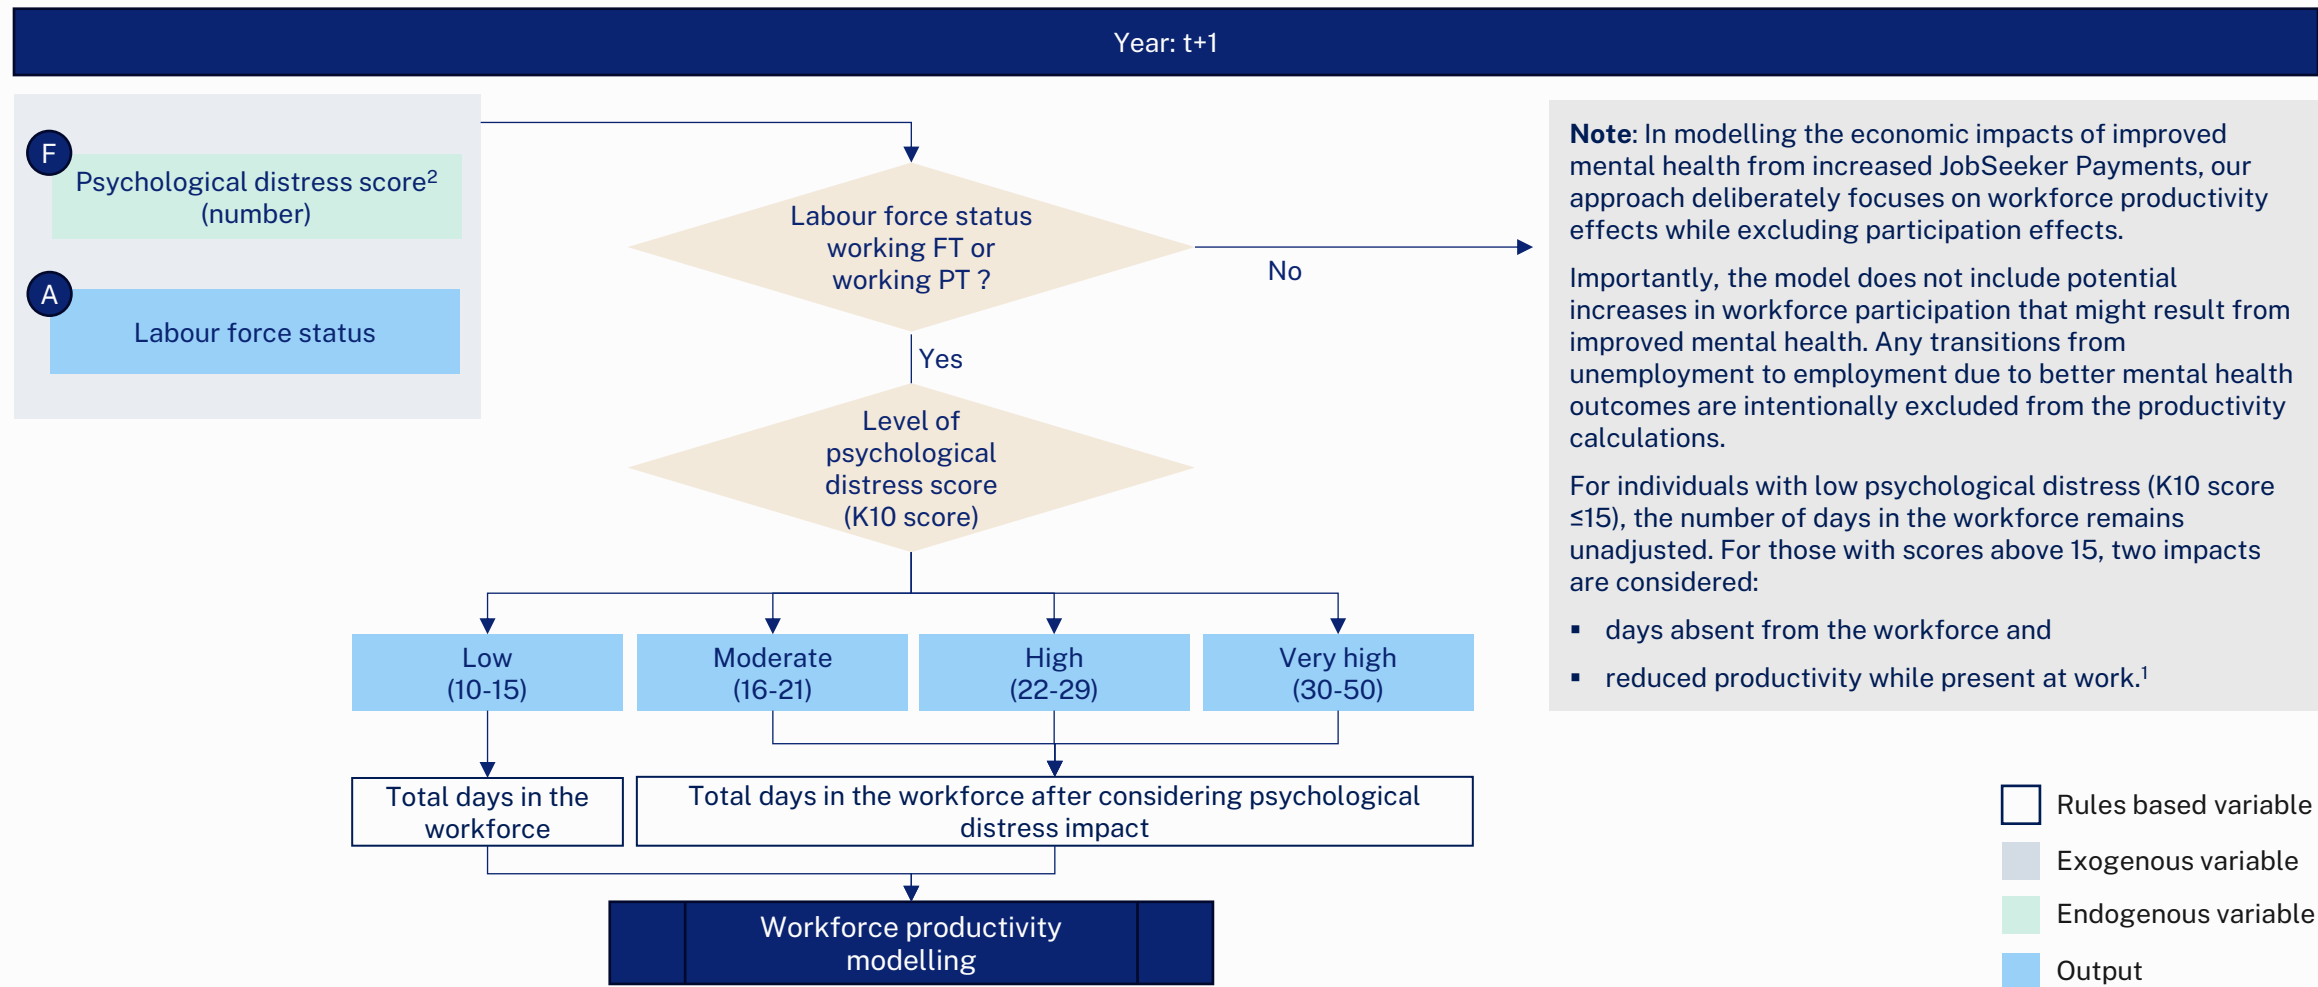 Year: t+1
F
Psychological distress score²
(number)
A
Labour force status
Labour force status
working FT or
working PT ?
No
Yes
Level of
psychological
distress score
(K10 score)
Low
(10-15)
Moderate
(16-21)
High
(22-29)
Very high
(30-50)
Total days in the
workforce
Total days in the workforce after considering psychological
distress impact
Workforce productivity
modelling
Note: In modelling the economic impacts of improved
mental health from increased JobSeeker Payments, our
approach deliberately focuses on workforce productivity
effects while excluding participation effects.
Importantly, the model does not include potential
increases in workforce participation that might result from
improved mental health. Any transitions from
unemployment to employment due to better mental health
outcomes are intentionally excluded from the productivity
calculations.
For individuals with low psychological distress (K10 score
≤15), the number of days in the workforce remains
unadjusted. For those with scores above 15, two impacts
are considered:
▪ days absent from the workforce and
▪ reduced productivity while present at work.¹
Rules based variable
Exogenous variable
Endogenous variable
Output